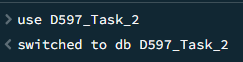 > use D597_Task_2
< switched to db D597_Task_2